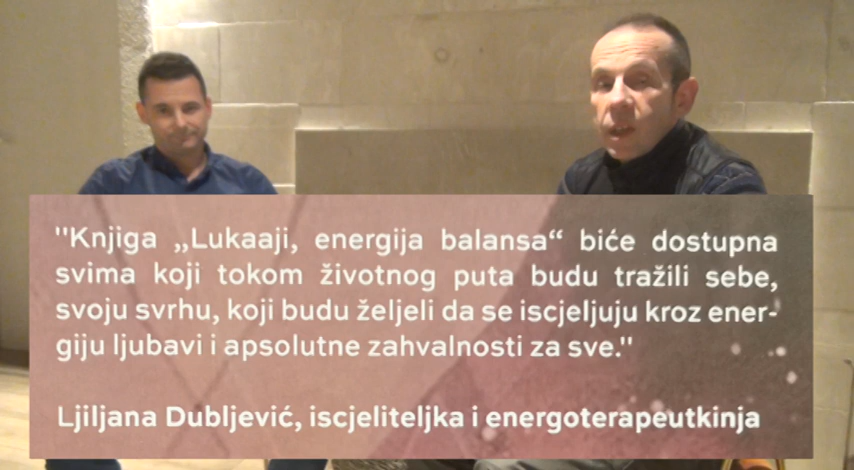 "Knjiga „Lukaaji, energija balansa“ biće dostupna
svima koji tokom životnog puta budu tražili sebe,
svoju svrhu, koji budu željeli da se iscjeljuju kroz ener-
giju ljubavi i apsolutne zahvalnosti za sve."
Ljiljana Dubljević, iscjeliteljka i energoterapeutkinja